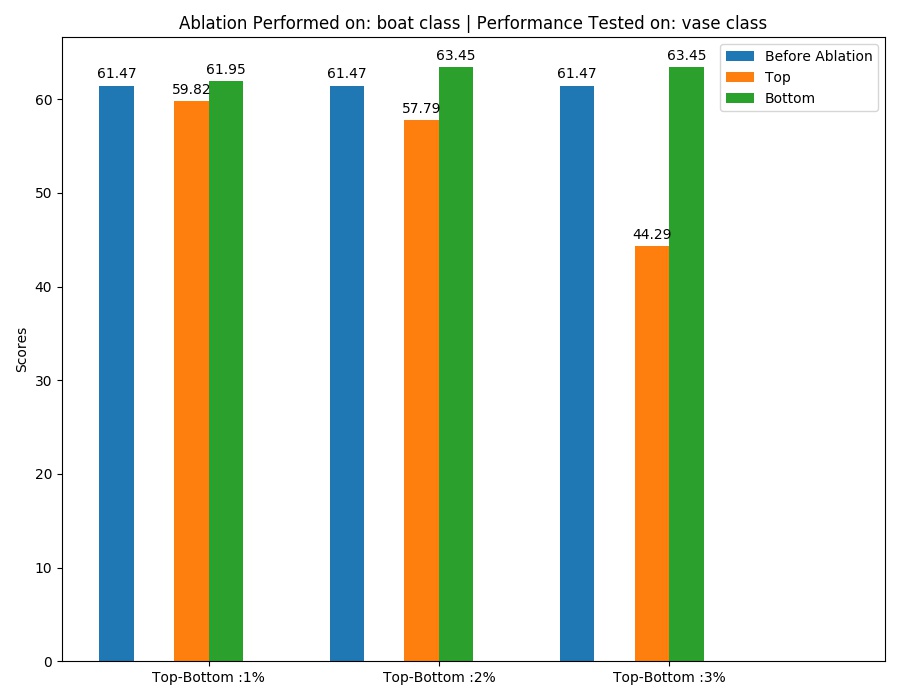 Ablation Performed on: boat class | Performance Tested on: vase class
Before Ablation
Top
Bottom
61.47
59.82
61.95
61.47
57.79
63.45
61.47
44.29
63.45
Scores
60
50
40
30
20
10
0
Top-Bottom :1%
Top-Bottom :2%
Top-Bottom :3%